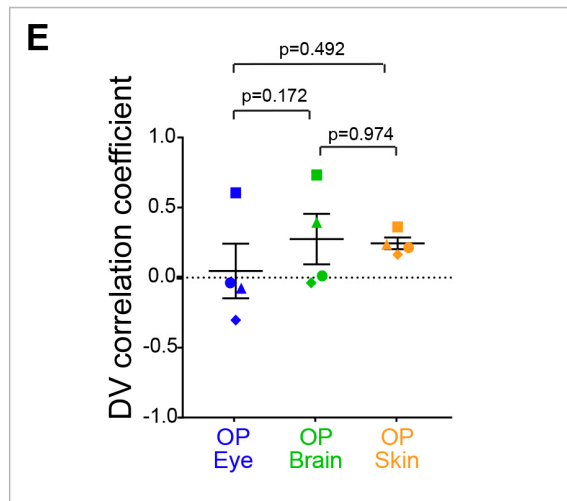 E
p=0.492
p=0.172
p=0.974
DV correlation coefficient
1.0
0.5
0.0
-0.5
-1.0
OP Eye
OP Brain
OP Skin